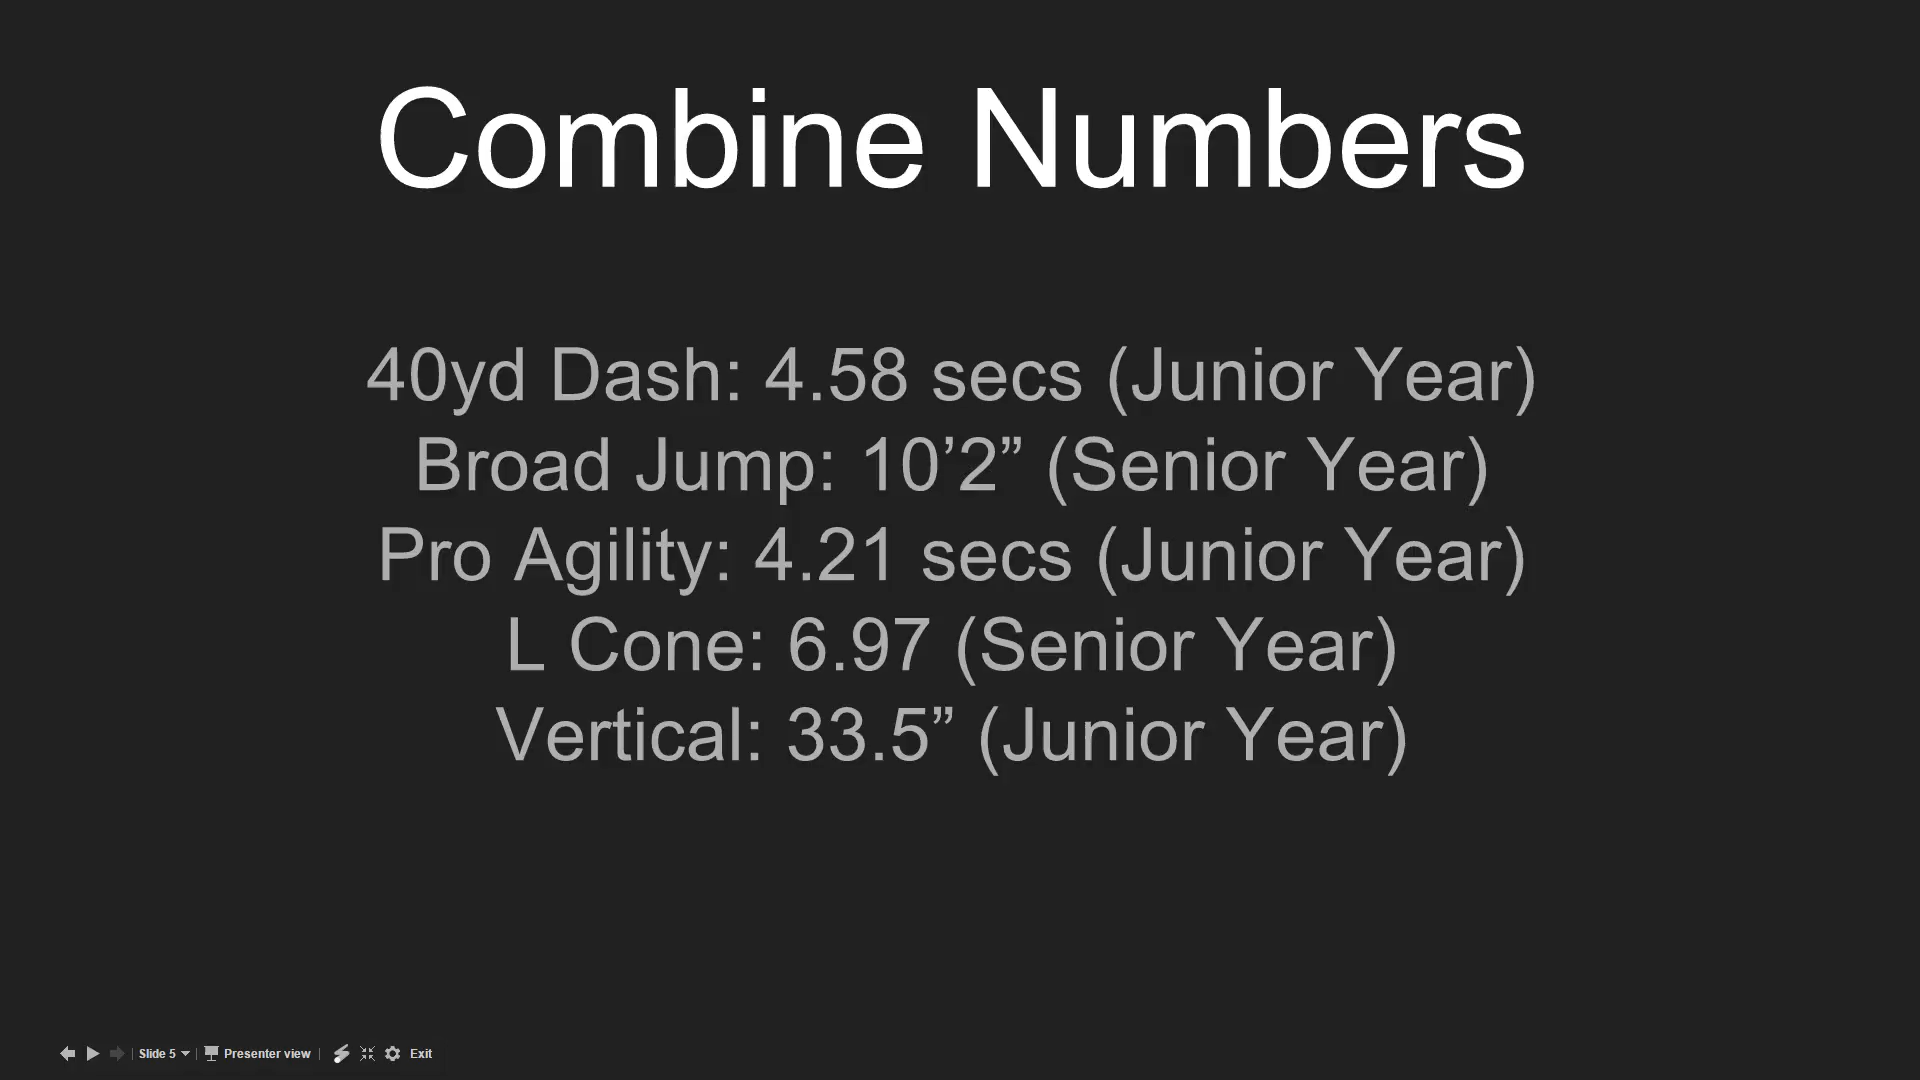 Combine Numbers
40yd Dash: 4.58 secs (Junior Year)
Broad Jump: 10’2” (Senior Year)
Pro Agility: 4.21 secs (Junior Year)
L Cone: 6.97 (Senior Year)
Vertical: 33.5” (Junior Year)
Slide 5 Presenter view Exit